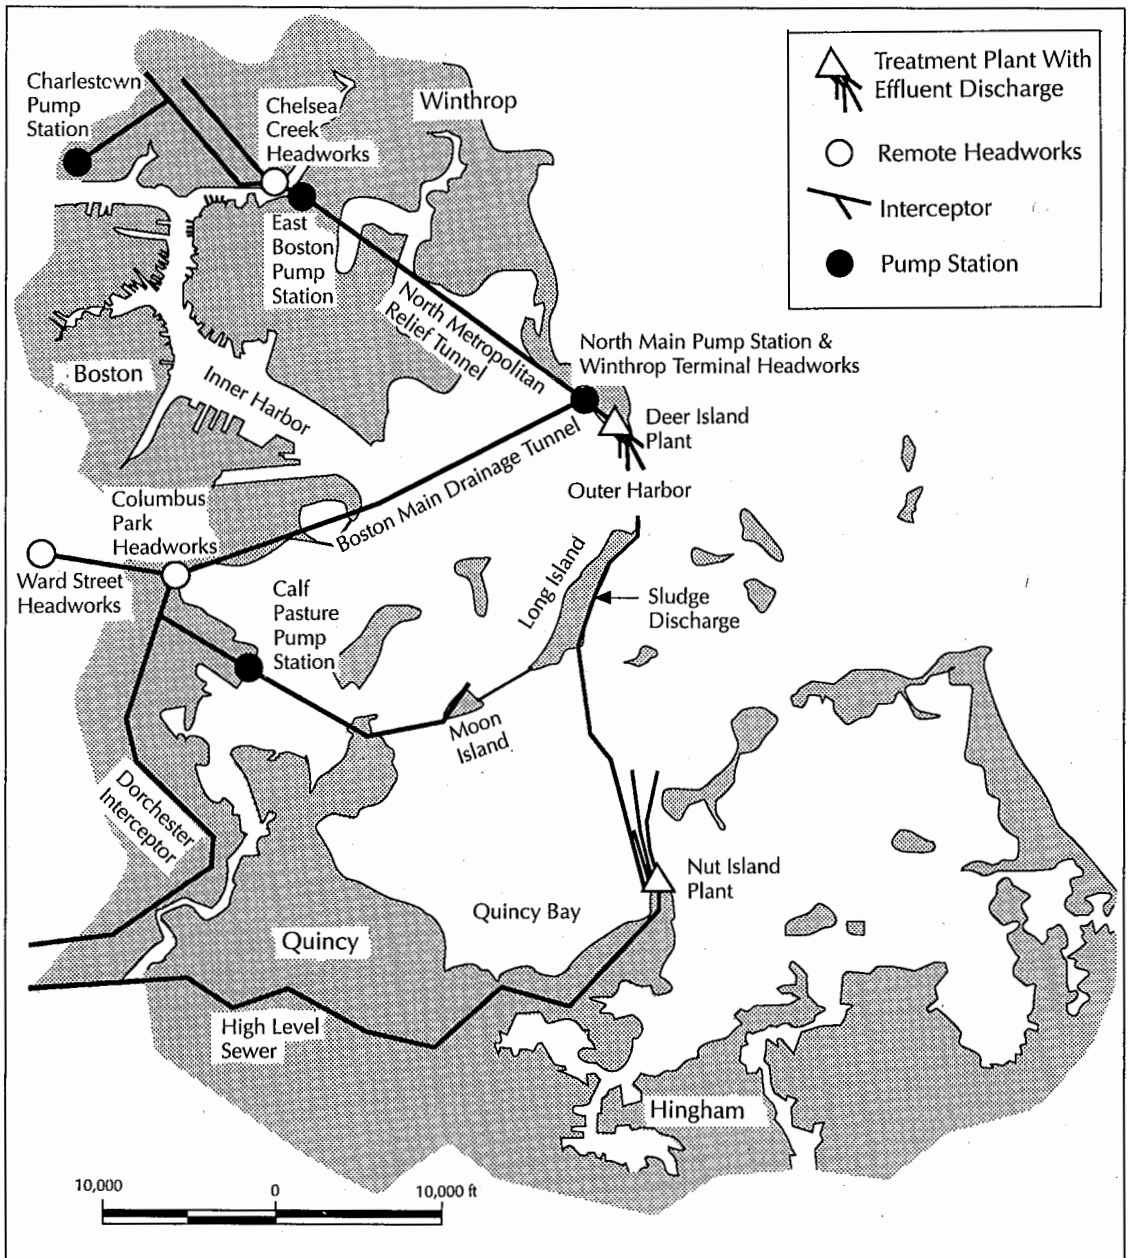 Charlestown
Pump
Station
Chelsea
Creek
Headworks
Winthrop
Treatment Plant With
Effluent Discharge
Remote Headworks
Interceptor
Pump Station
East
Boston
Pump
Station
North Metropolitan
Relief Tunnel
North Main Pump Station &
Winthrop Terminal Headworks
Boston
Inner Harbor
Deer Island
Plant
Boston Main Drainage Tunnel
Outer Harbor
Columbus
Park
Headworks
Ward Street
Headworks
Calf
Pasture
Pump
Station
Long Island
Sludge
Discharge
Moon
Island
Dorchester
Interceptor
Nut Island
Plant
Quincy Bay
Quincy
High Level
Sewer
Hingham
10,000 0 10,000 ft